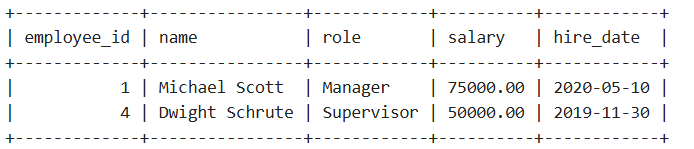 +-------------+----------------+------------+----------+------------+
| employee_id | name           | role       | salary   | hire_date  |
+-------------+----------------+------------+----------+------------+
|           1 | Michael Scott  | Manager    | 75000.00 | 2020-05-10 |
|           4 | Dwight Schrute | Supervisor | 50000.00 | 2019-11-30 |
+-------------+----------------+------------+----------+------------+